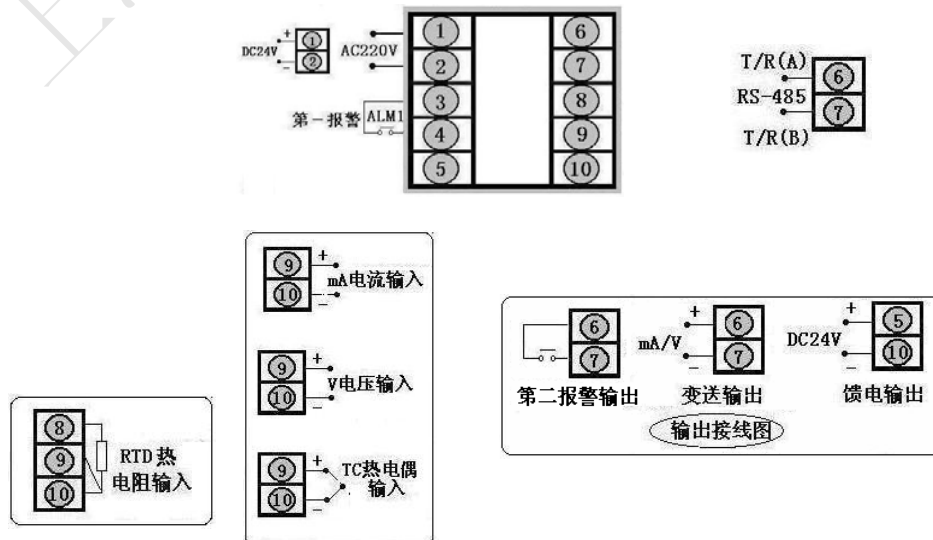 DC24V
+
①
②
−
AC220V
第一报警
ALM1
①
②
③
④
⑤
⑥
⑦
⑧
⑨
⑩
T/R(A)
RS-485
T/R(B)
⑥
⑦
⑨
⑩
+
mA电流输入
−
⑨
⑩
+
V电压输入
−
⑨
⑩
+
TC热电偶
输入
−
⑧
⑨
⑩
RTD热
电阻输入
⑥
⑦
第二报警输出
+
mA/V
−
⑥
⑦
变送输出
+
DC24V
−
⑤
⑩
馈电输出
输出接线图